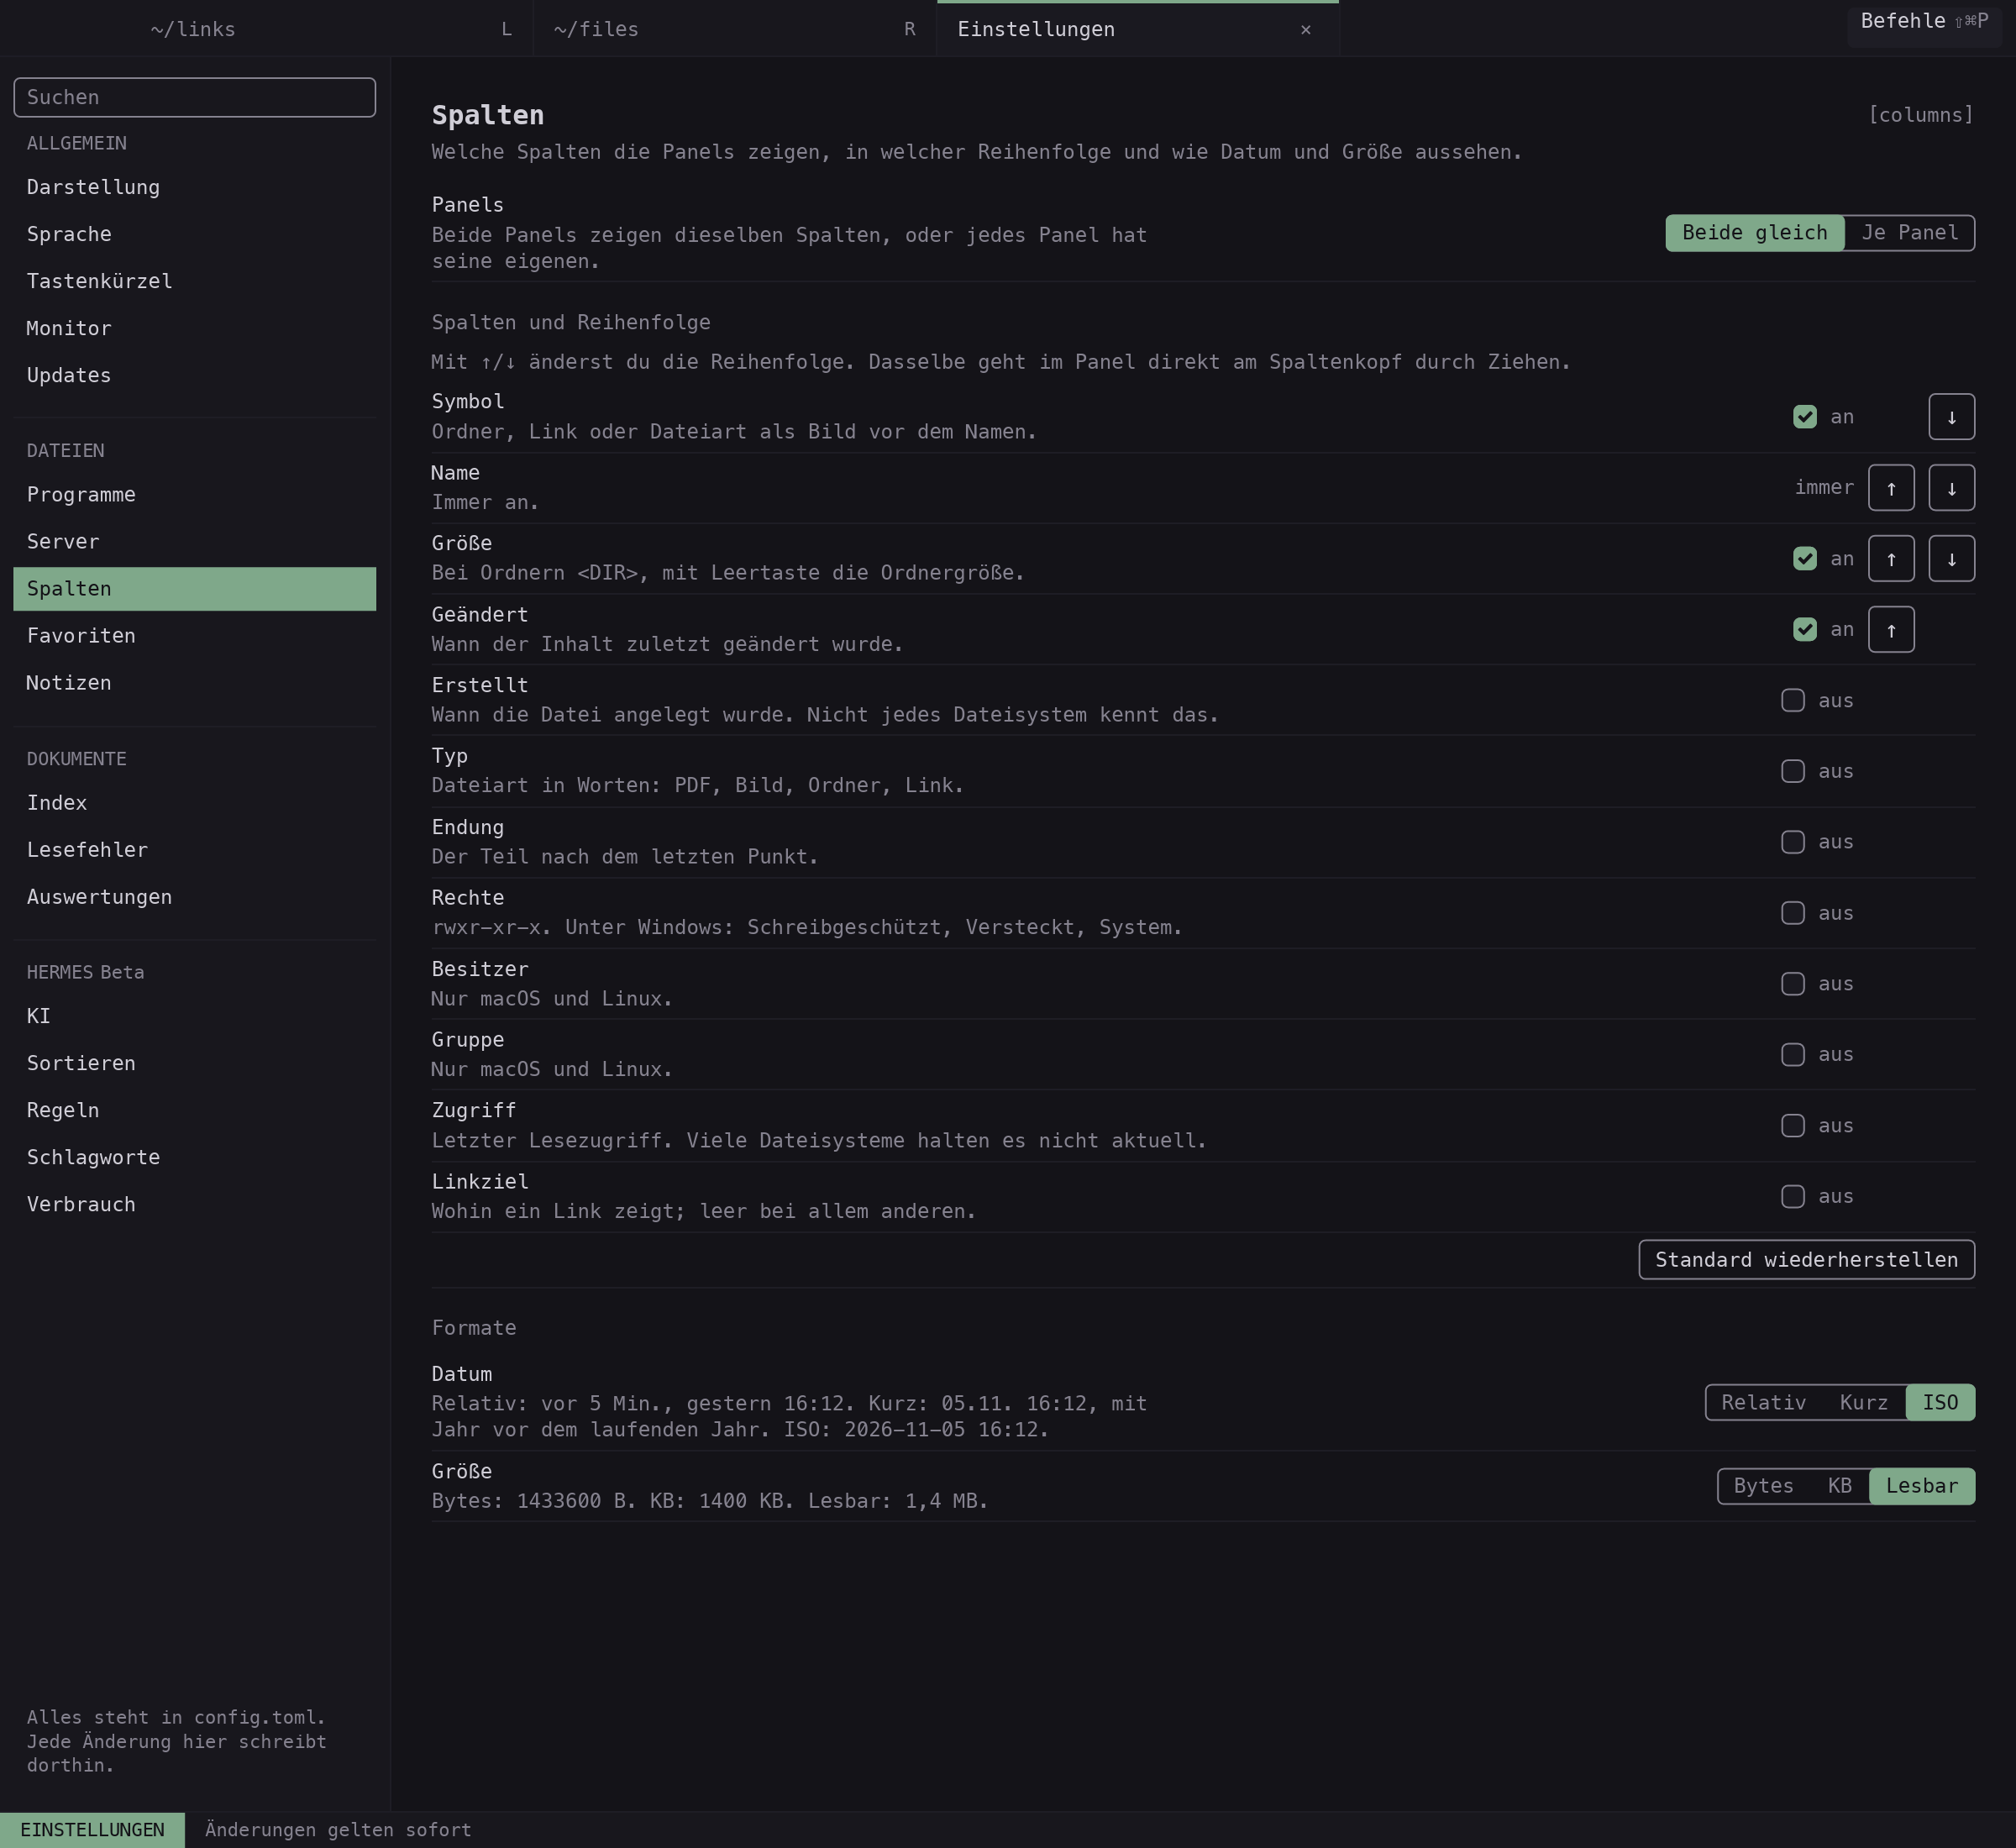 ~/links L ~/files R Einstellungen × Befehle ⇧⌘P
Suchen
ALLGEMEIN
Darstellung
Sprache
Tastenkürzel
Monitor
Updates
DATEIEN
Programme
Server
Spalten
Favoriten
Notizen
DOKUMENTE
Index
Lesefehler
Auswertungen
HERMES Beta
KI
Sortieren
Regeln
Schlagworte
Verbrauch
Alles steht in config.toml.
Jede Änderung hier schreibt
dorthin.
Spalten [columns]
Welche Spalten die Panels zeigen, in welcher Reihenfolge und wie Datum und Größe aussehen.
Panels
Beide Panels zeigen dieselben Spalten, oder jedes Panel hat
seine eigenen.
Beide gleich Je Panel
Spalten und Reihenfolge
Mit ↑/↓ änderst du die Reihenfolge. Dasselbe geht im Panel direkt am Spaltenkopf durch Ziehen.
Symbol
Ordner, Link oder Dateiart als Bild vor dem Namen.
an ↓
Name
Immer an.
immer ↑ ↓
Größe
Bei Ordnern <DIR>, mit Leertaste die Ordnergröße.
an ↑ ↓
Geändert
Wann der Inhalt zuletzt geändert wurde.
an ↑
Erstellt
Wann die Datei angelegt wurde. Nicht jedes Dateisystem kennt das.
aus
Typ
Dateiart in Worten: PDF, Bild, Ordner, Link.
aus
Endung
Der Teil nach dem letzten Punkt.
aus
Rechte
rwxr-xr-x. Unter Windows: Schreibgeschützt, Versteckt, System.
aus
Besitzer
Nur macOS und Linux.
aus
Gruppe
Nur macOS und Linux.
aus
Zugriff
Letzter Lesezugriff. Viele Dateisysteme halten es nicht aktuell.
aus
Linkziel
Wohin ein Link zeigt; leer bei allem anderen.
aus
Standard wiederherstellen
Formate
Datum
Relativ: vor 5 Min., gestern 16:12. Kurz: 05.11. 16:12, mit
Jahr vor dem laufenden Jahr. ISO: 2026-11-05 16:12.
Relativ Kurz ISO
Größe
Bytes: 1433600 B. KB: 1400 KB. Lesbar: 1,4 MB.
Bytes KB Lesbar
EINSTELLUNGEN Änderungen gelten sofort